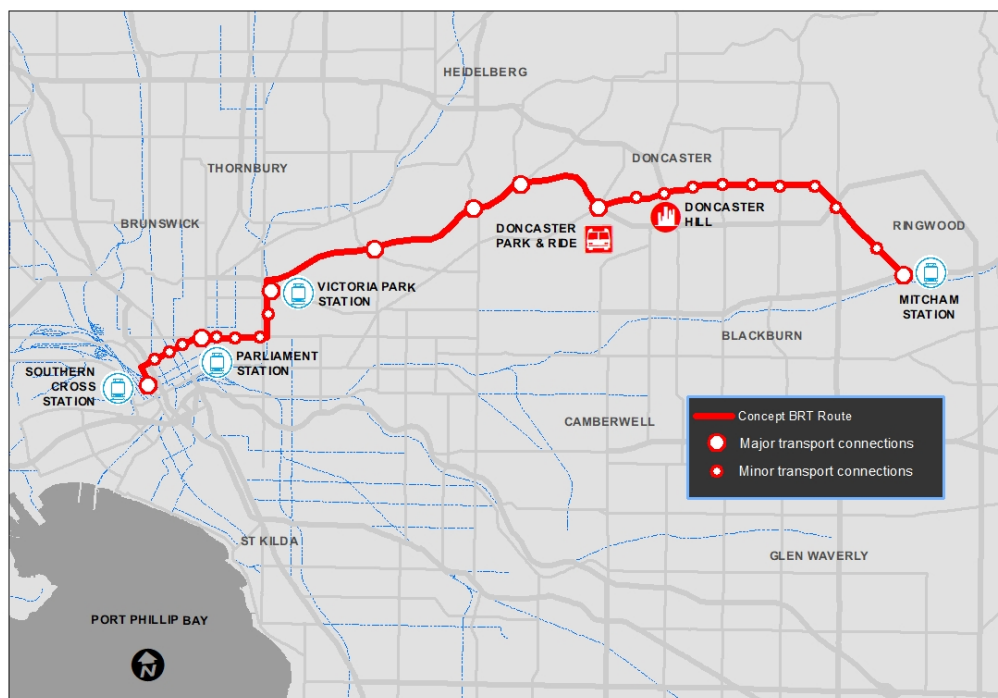 HEIDELBERG
DONCASTER
THORNBURY
BRUNSWICK
DONCASTER
HILL
RINGWOOD
DONCASTER
PARK & RIDE
VICTORIA PARK
STATION
MITCHAM
STATION
BLACKBURN
PARLIAMENT
STATION
SOUTHERN
CROSS
STATION
CAMBERWELL
Concept BRT Route
Major transport connections
Minor transport connections
ST KILDA
GLEN WAVERLY
PORT PHILLIP BAY
N